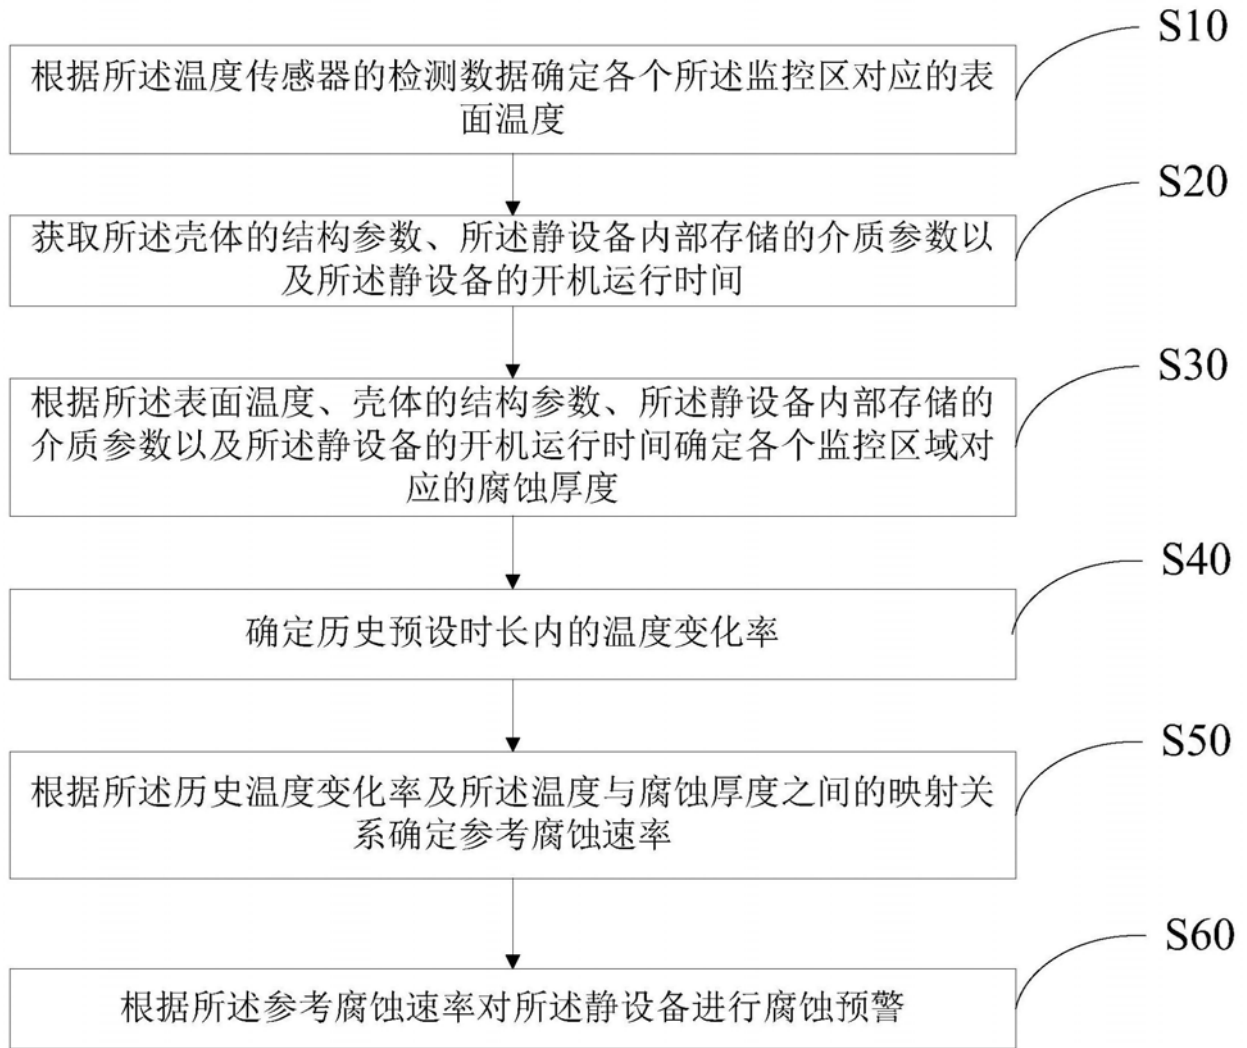 S10
根据所述温度传感器的检测数据确定各个所述监控区对应的表
面温度
S20
获取所述壳体的结构参数、所述静设备内部存储的介质参数以
及所述静设备的开机运行时间
S30
根据所述表面温度、壳体的结构参数、所述静设备内部存储的
介质参数以及所述静设备的开机运行时间确定各个监控区域对
应的腐蚀厚度
S40
确定历史预设时长内的温度变化率
S50
根据所述历史温度变化率及所述温度与腐蚀厚度之间的映射关
系确定参考腐蚀速率
S60
根据所述参考腐蚀速率对所述静设备进行腐蚀预警